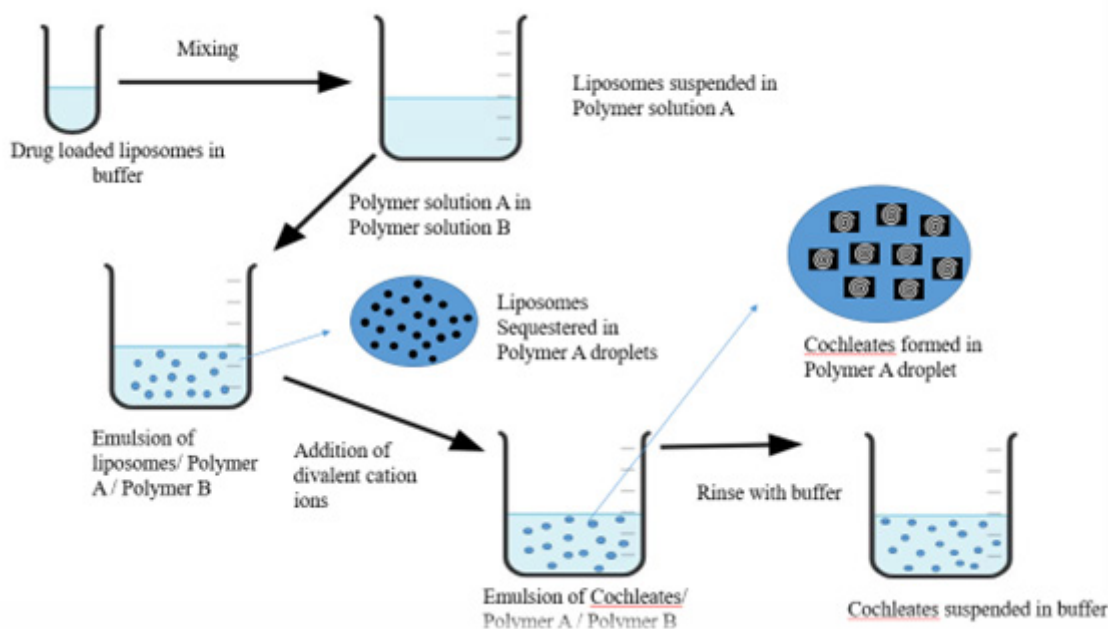 Mixing
Drug loaded liposomes in
buffer
Liposomes suspended in
Polymer solution A
Polymer solution A in
Polymer solution B
Liposomes
Sequestered in
Polymer A droplets
Cochleates formed in
Polymer A droplet
Emulsion of
liposomes/ Polymer
A / Polymer B
Addition of
divalent cation
ions
Emulsion of Cochleates/
Polymer A / Polymer B
Rinse with buffer
Cochleates suspended in buffer